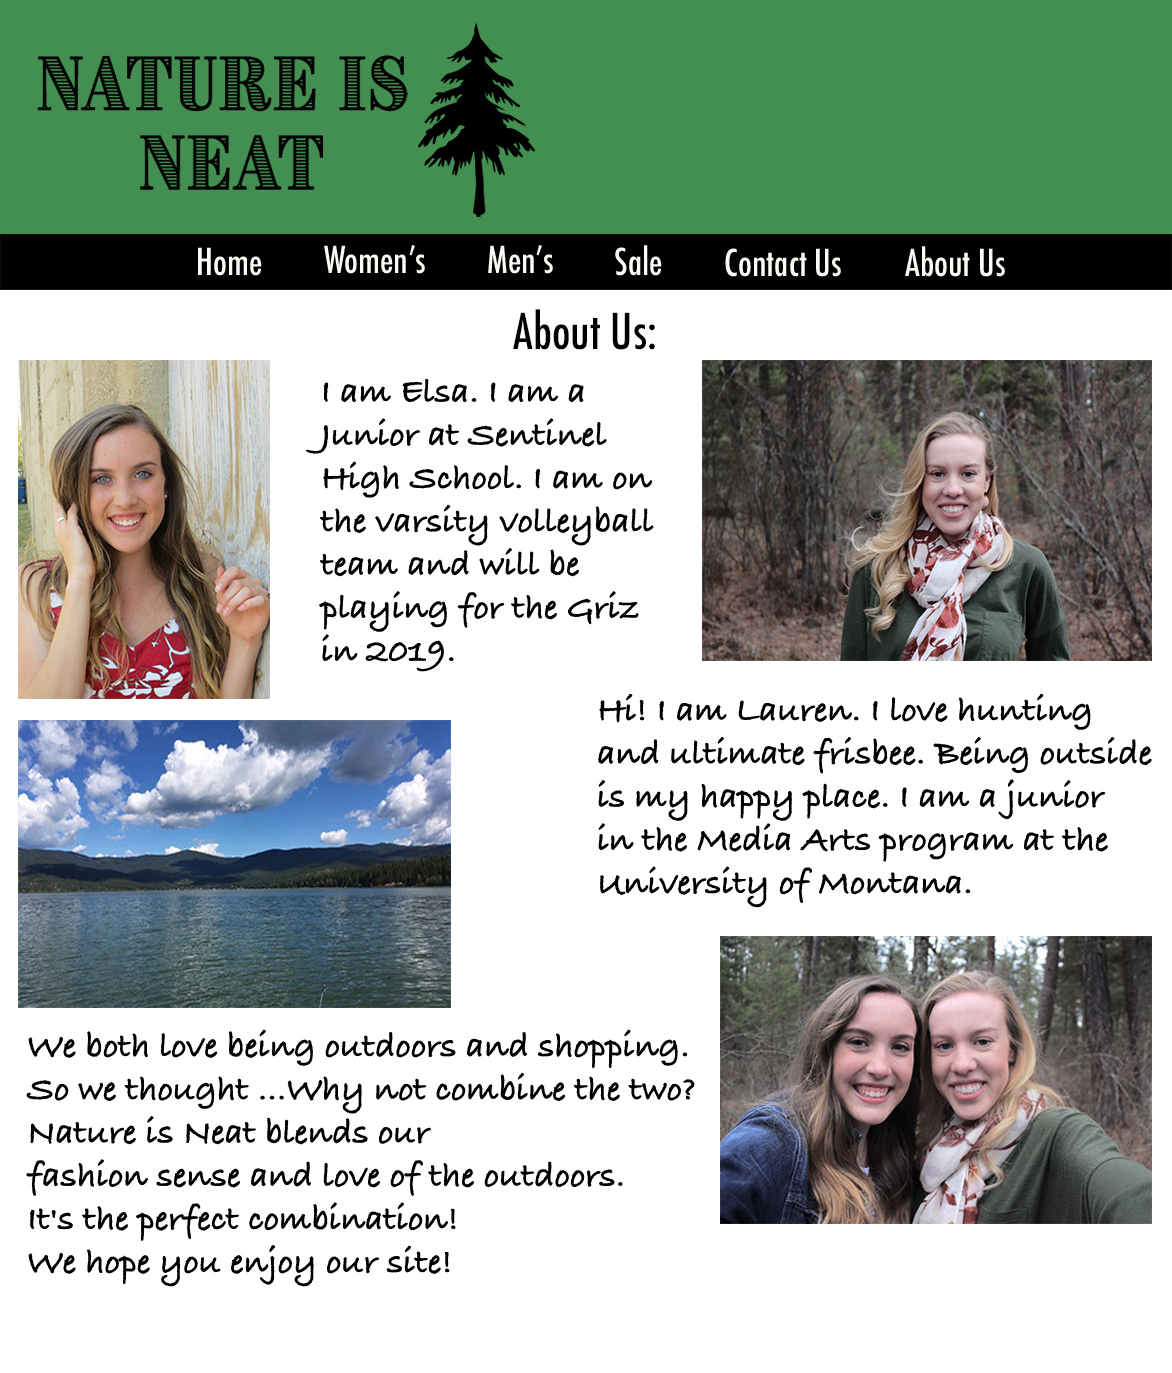 NATURE IS
NEAT
Home Women's Men's Sale Contact Us About Us
About Us:
I am Elsa. I am a
Junior at Sentinel
High School. I am on
the varsity volleyball
team and will be
playing for the Griz
in 2019.
Hi! I am Lauren. I love hunting
and ultimate frisbee. Being outside
is my happy place. I am a junior
in the Media Arts program at the
University of Montana.
We both love being outdoors and shopping.
So we thought ...Why not combine the two?
Nature is Neat blends our
fashion sense and love of the outdoors.
It's the perfect combination!
We hope you enjoy our site!